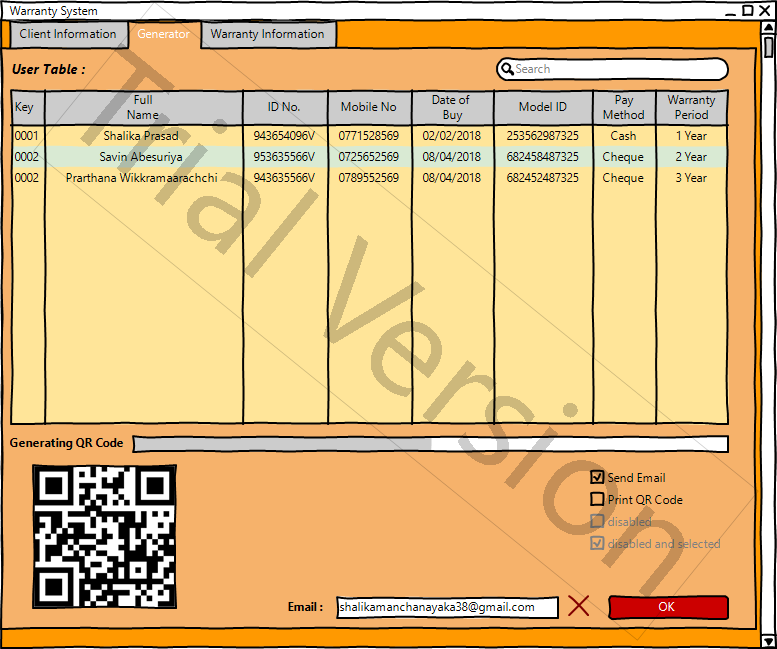 Warranty System
Client Information Generator Warranty Information
User Table : Search
Key Full Name ID No. Mobile No Date of Buy Model ID Pay Method Warranty Period
0001 Shalika Prasad 943654096V 0771528569 02/02/2018 253562987325 Cash 1 Year
0002 Savin Abesuriya 953635566V 0725652569 08/04/2018 682458487325 Cheque 2 Year
0002 Prarthana Wikkramaarachchi 943635566V 0789552569 08/04/2018 682452487325 Cheque 3 Year
Generating QR Code
Send Email
Print QR Code
disabled
disabled and selected
Email : shalikamanchanayaka38@gmail.com OK
Trial Version